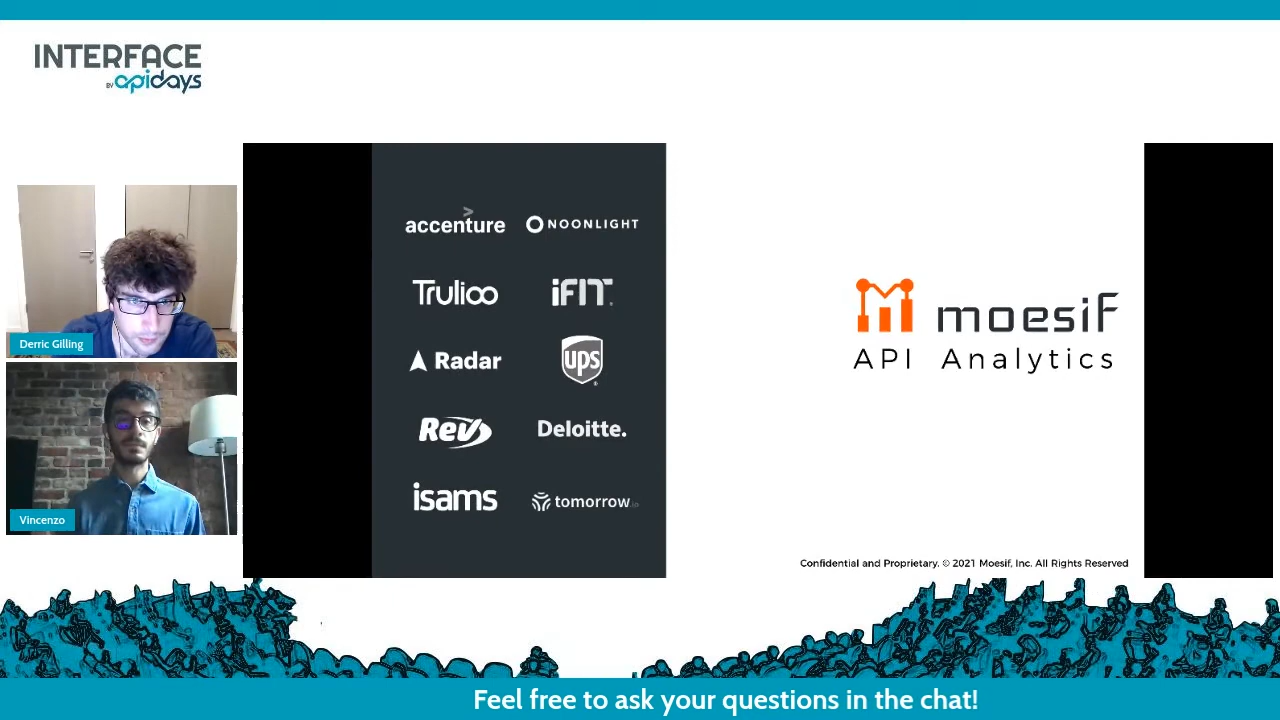 INTERFACE
BY apidays
Derric Gilling
Vincenzo
accenture
NOONLIGHT
Trulioo
iFIT
Radar
ups
Rev
Deloitte.
isams
tomorrow.io
moesif
API Analytics
Confidential and Proprietary. © 2021 Moesif, Inc. All Rights Reserved
Feel free to ask your questions in the chat!